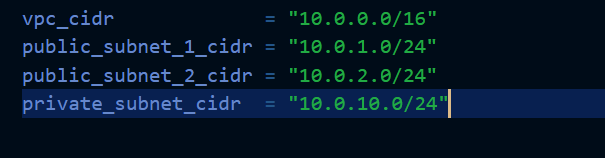 vpc_cidr             = "10.0.0.0/16"
public_subnet_1_cidr = "10.0.1.0/24"
public_subnet_2_cidr = "10.0.2.0/24"
private_subnet_cidr  = "10.0.10.0/24"